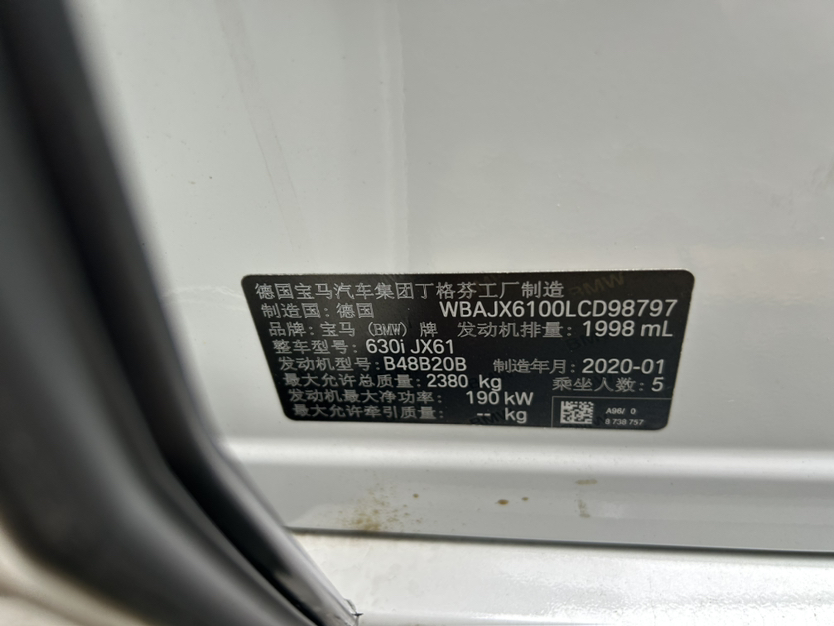 德国宝马汽车集团丁格芬工厂制造
制造国：德国 WBAJX6100LCD98797
品牌：宝马（BMW）牌 发动机排量：1998 mL
整车型号：630i JX61
发动机型号：B48B20B 制造年月：2020-01
最大允许总质量：2380 kg 乘坐人数：5
发动机最大净功率：190 kW
最大允许牵引质量：-- kg
A96/ 0
8 738 757
BMW